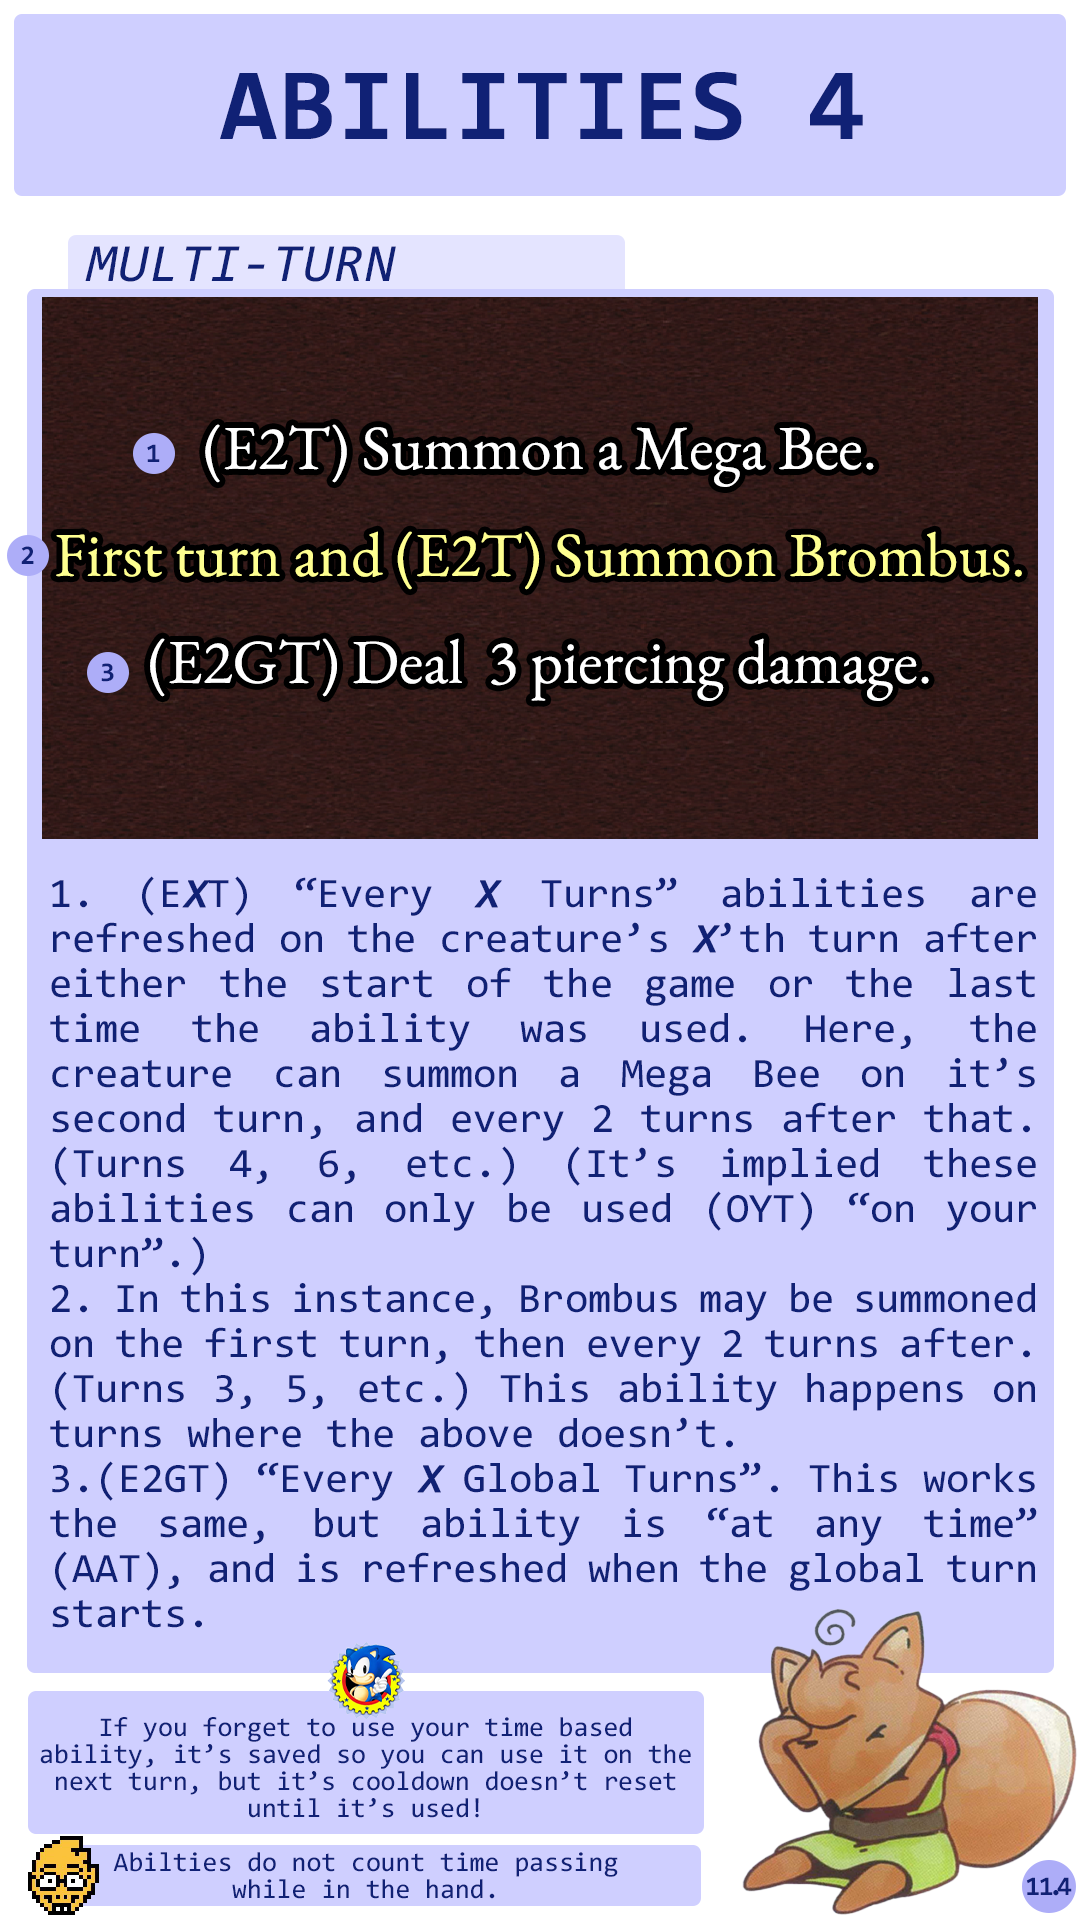 ABILITIES 4
MULTI-TURN
1 (E2T) Summon a Mega Bee.
2 First turn and (E2T) Summon Brombus.
3 (E2GT) Deal 3 piercing damage.
1. (EXT) “Every X Turns” abilities are
refreshed on the creature’s X’th turn after
either the start of the game or the last
time the ability was used. Here, the
creature can summon a Mega Bee on it’s
second turn, and every 2 turns after that.
(Turns 4, 6, etc.) (It’s implied these
abilities can only be used (OYT) “on your
turn”.)
2. In this instance, Brombus may be summoned
on the first turn, then every 2 turns after.
(Turns 3, 5, etc.) This ability happens on
turns where the above doesn’t.
3.(E2GT) “Every X Global Turns”. This works
the same, but ability is “at any time”
(AAT), and is refreshed when the global turn
starts.
If you forget to use your time based
ability, it’s saved so you can use it on the
next turn, but it’s cooldown doesn’t reset
until it’s used!
Abilties do not count time passing
while in the hand.
11.4